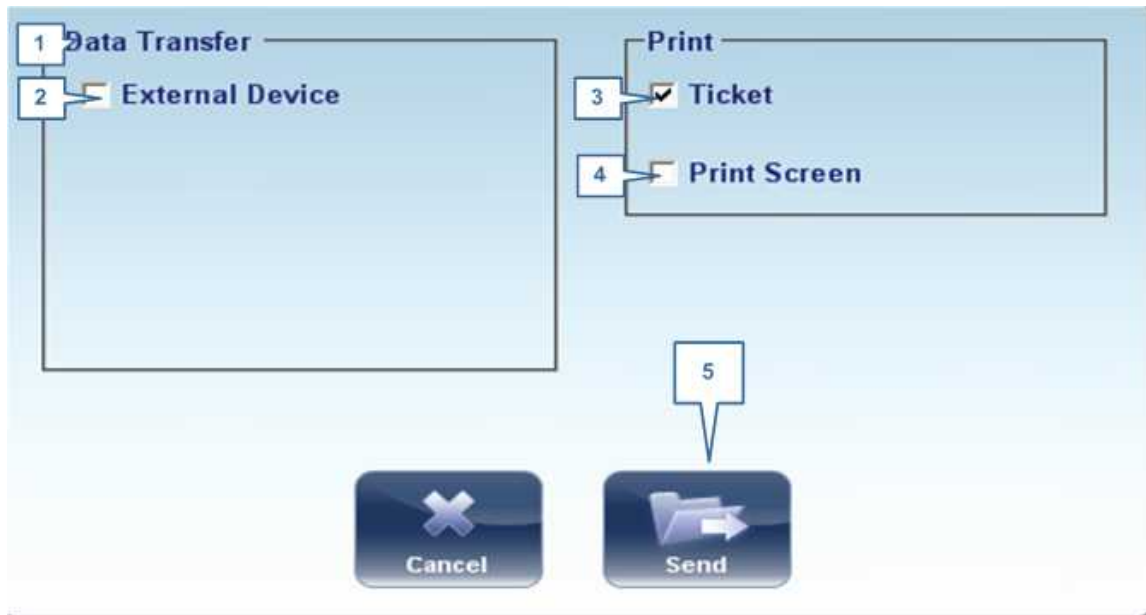 1 Data Transfer
2 External Device
Print
3 Ticket
4 Print Screen
5
Cancel
Send